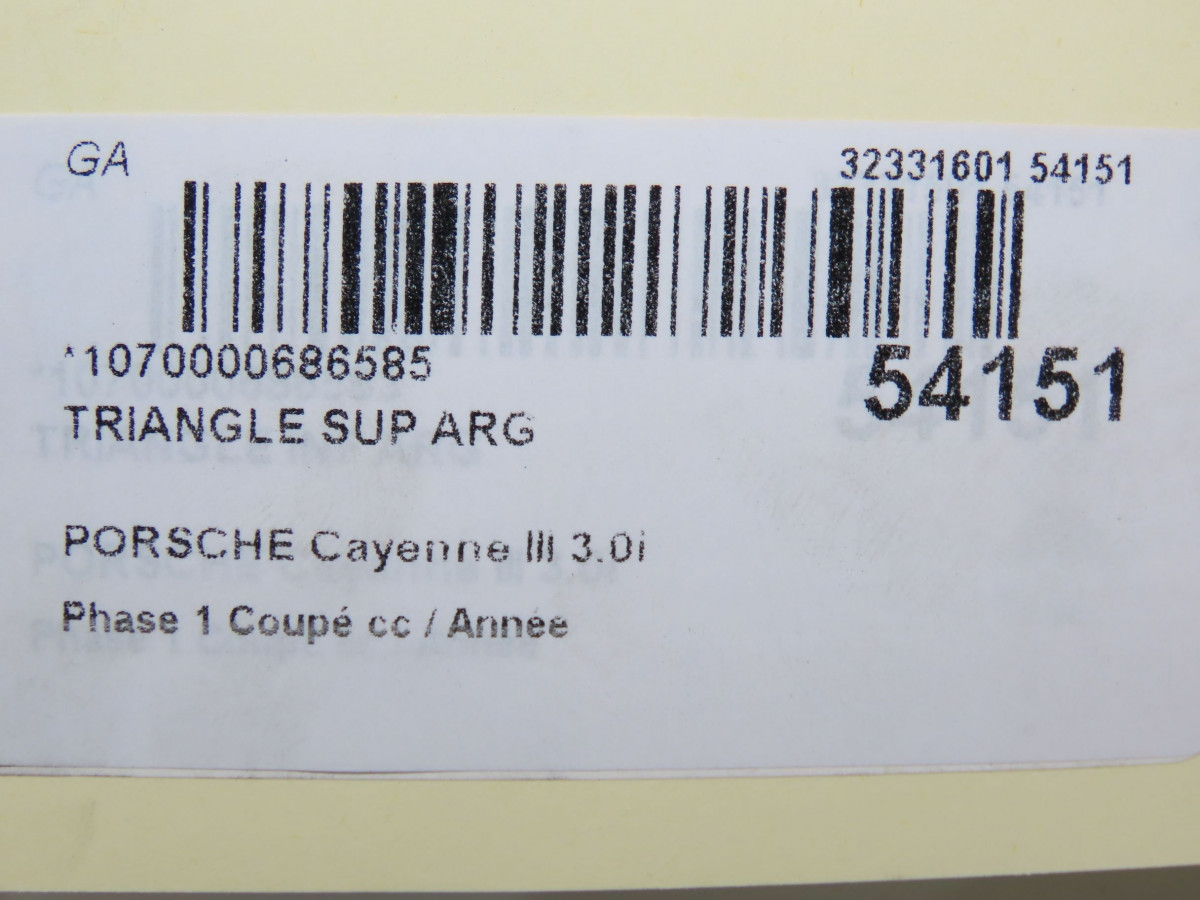 GA
32331601 54151
*1070000686585
54151
TRIANGLE SUP ARG
PORSCHE Cayenne III 3.0i
Phase 1 Coupé cc / Année